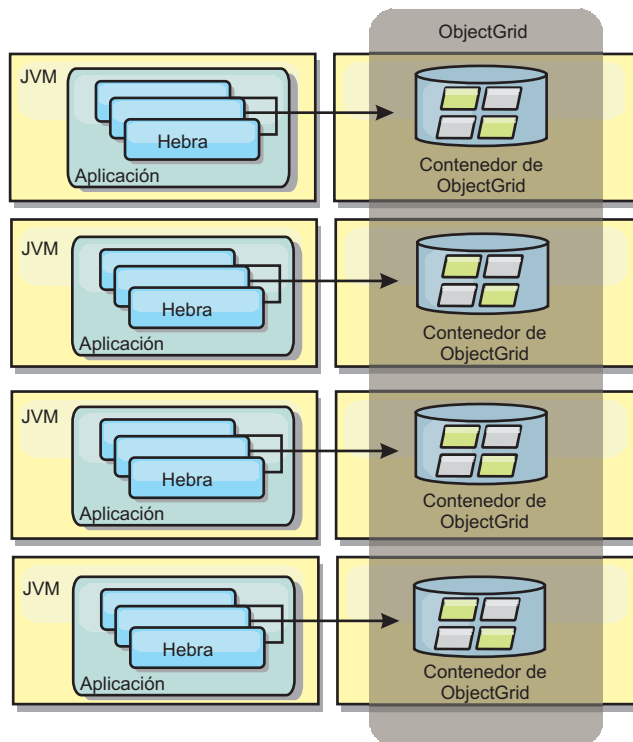 ObjectGrid
JVM
Hebra
Aplicación
Contenedor de
ObjectGrid
JVM
Hebra
Aplicación
Contenedor de
ObjectGrid
JVM
Hebra
Aplicación
Contenedor de
ObjectGrid
JVM
Hebra
Aplicación
Contenedor de
ObjectGrid